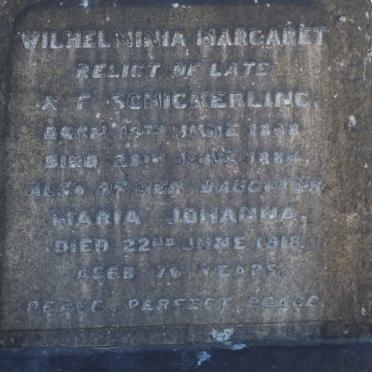 WILHELMINIA MARGARET
RELICT OF LATE
SCHICKERLING,
BORN JUNE
DIED JUNE
ALSO OF HER DAUGHTER
MARIA JOHANNA,
DIED 22ND JUNE 1918,
AGED 76 YEARS.
PEACE, PERFECT PEACE.